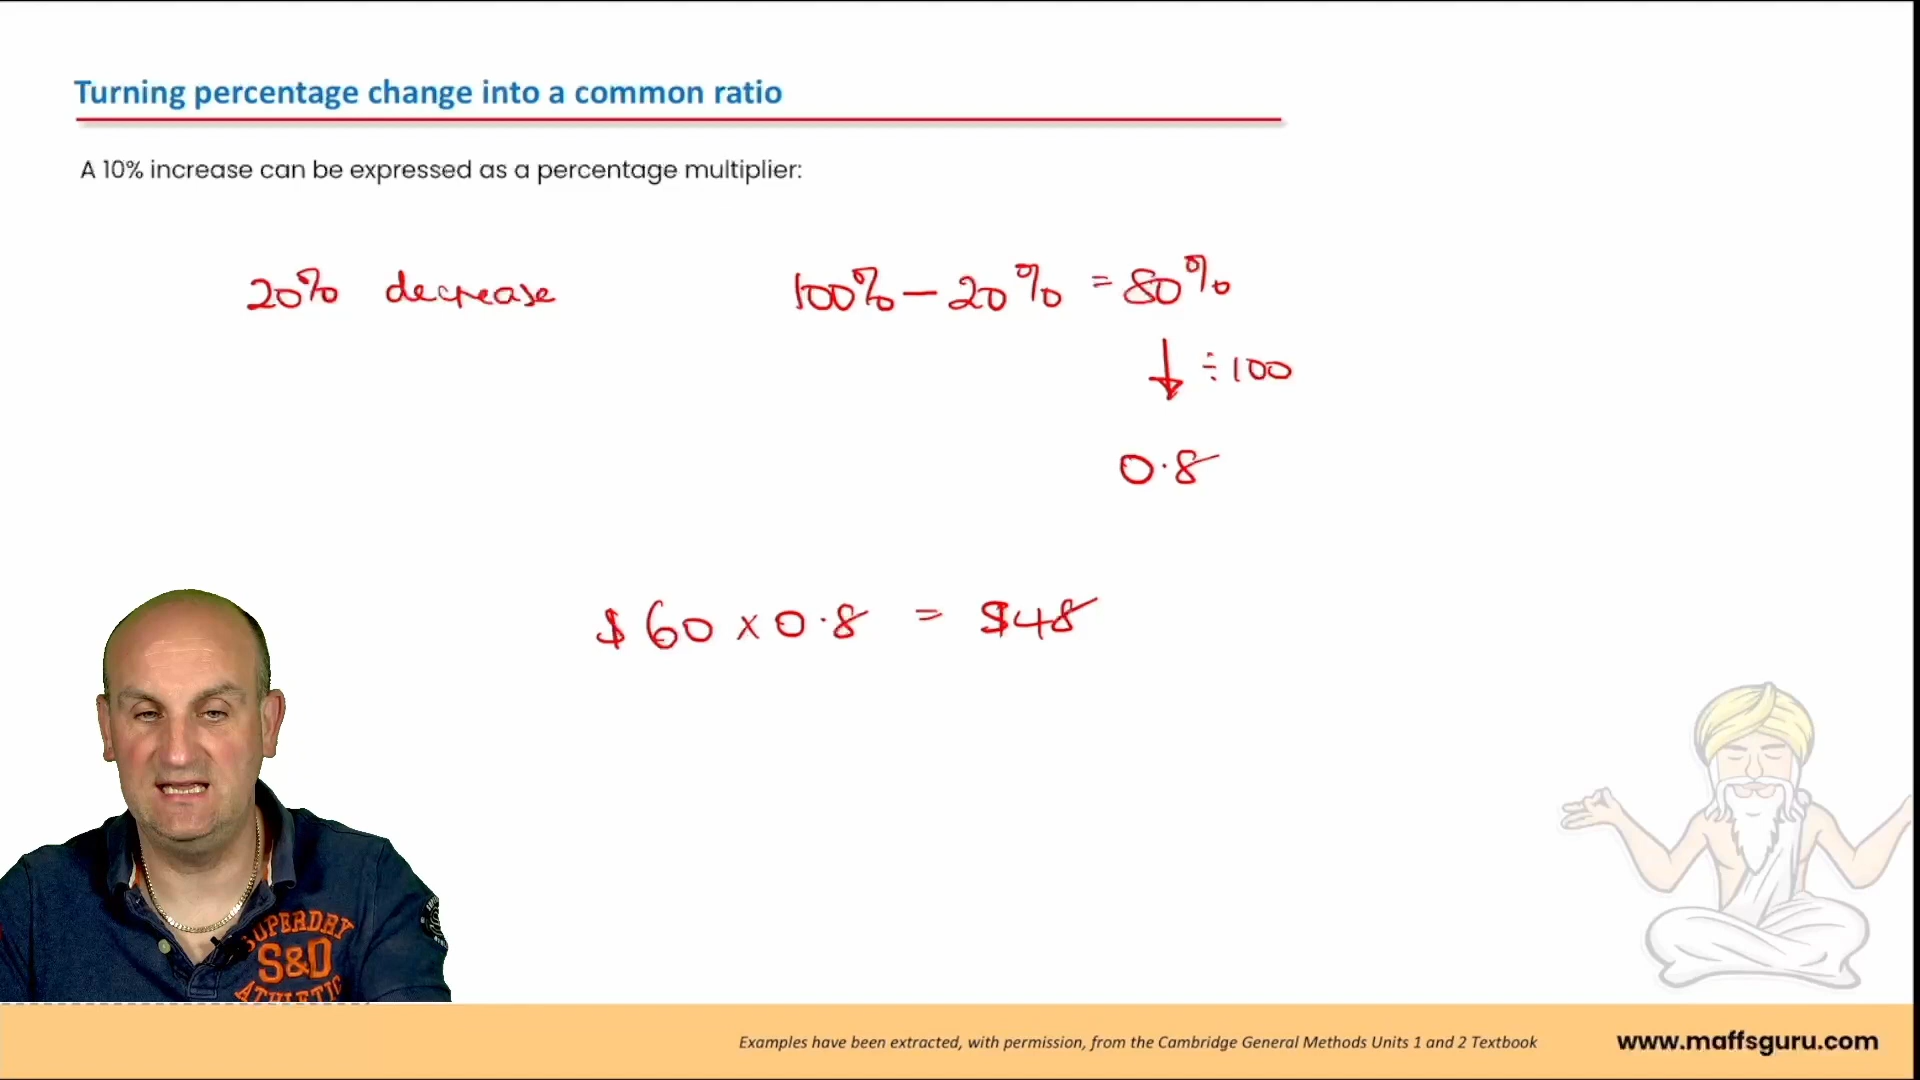 Turning percentage change into a common ratio
A 10% increase can be expressed as a percentage multiplier:
20% decrease 100% - 20% = 80%
÷ 100
0.8
$60 x 0.8 = $48
SUPERDRY
S&D
ATHLETIC
Examples have been extracted, with permission, from the Cambridge General Methods Units 1 and 2 Textbook
www.maffsguru.com